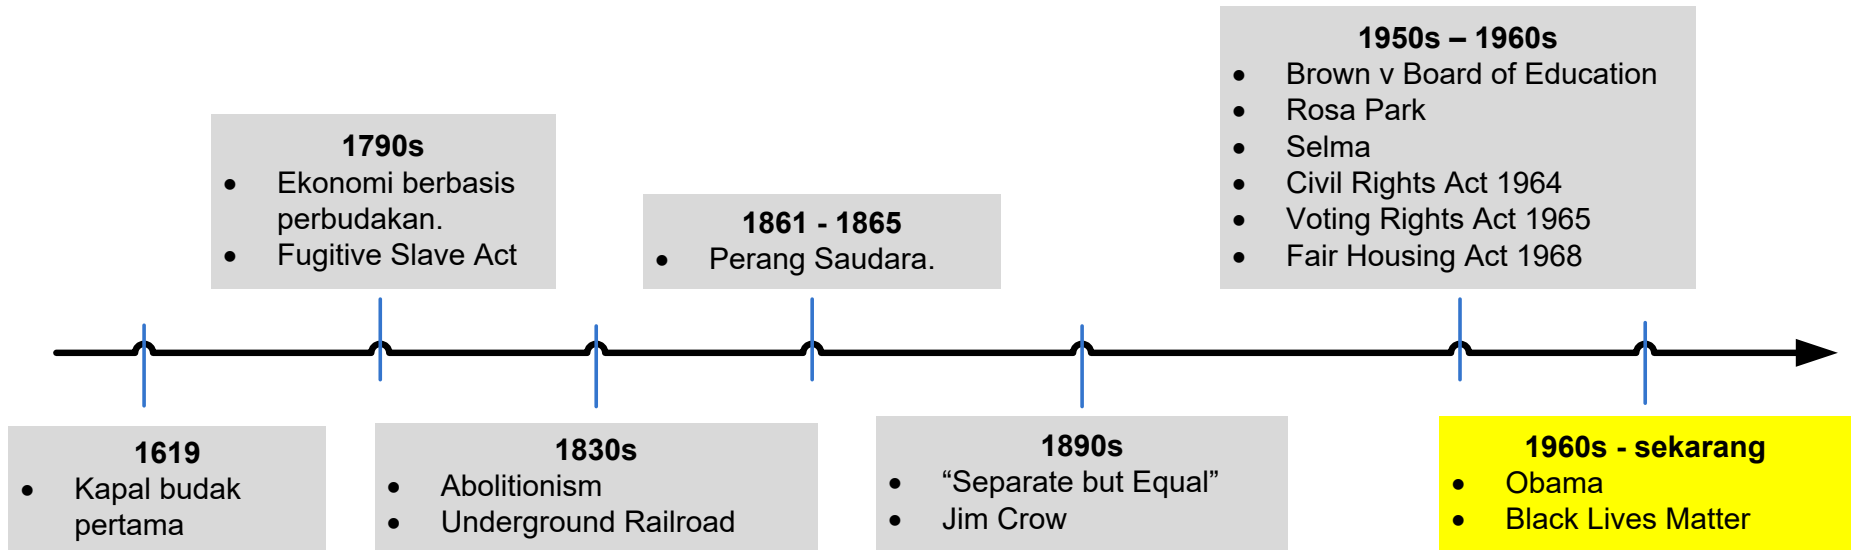 1619
• Kapal budak
pertama
1790s
• Ekonomi berbasis
perbudakan.
• Fugitive Slave Act
1830s
• Abolitionism
• Underground Railroad
1861 - 1865
• Perang Saudara.
1890s
• “Separate but Equal”
• Jim Crow
1950s – 1960s
• Brown v Board of Education
• Rosa Park
• Selma
• Civil Rights Act 1964
• Voting Rights Act 1965
• Fair Housing Act 1968
1960s - sekarang
• Obama
• Black Lives Matter